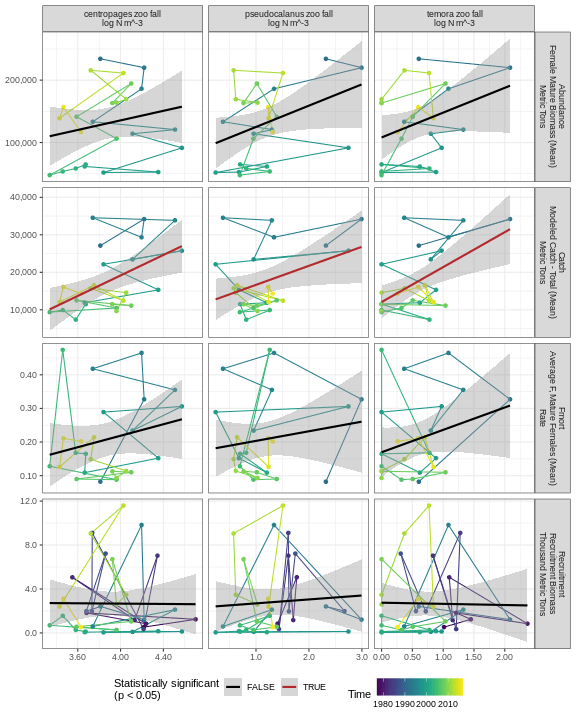 centropages zoo fall
log N m^-3
pseudocalanus zoo fall
log N m^-3
temora zoo fall
log N m^-3
200,000
100,000
Abundance
Female Mature Biomass (Mean)
Metric Tons
40,000
30,000
20,000
10,000
Catch
Modeled Catch - Total (Mean)
Metric Tons
0.40
0.30
0.20
0.10
Fmort
Average F, Mature Females (Mean)
Rate
12.0
8.0
4.0
0.0
Recruitment
Recruitment Biomass
Thousand Metric Tons
3.60 4.00 4.40
1.0 2.0 3.0
0.00 0.50 1.00 1.50 2.00
Statistically significant
(p < 0.05)
FALSE
TRUE
Time
1980 1990 2000 2010